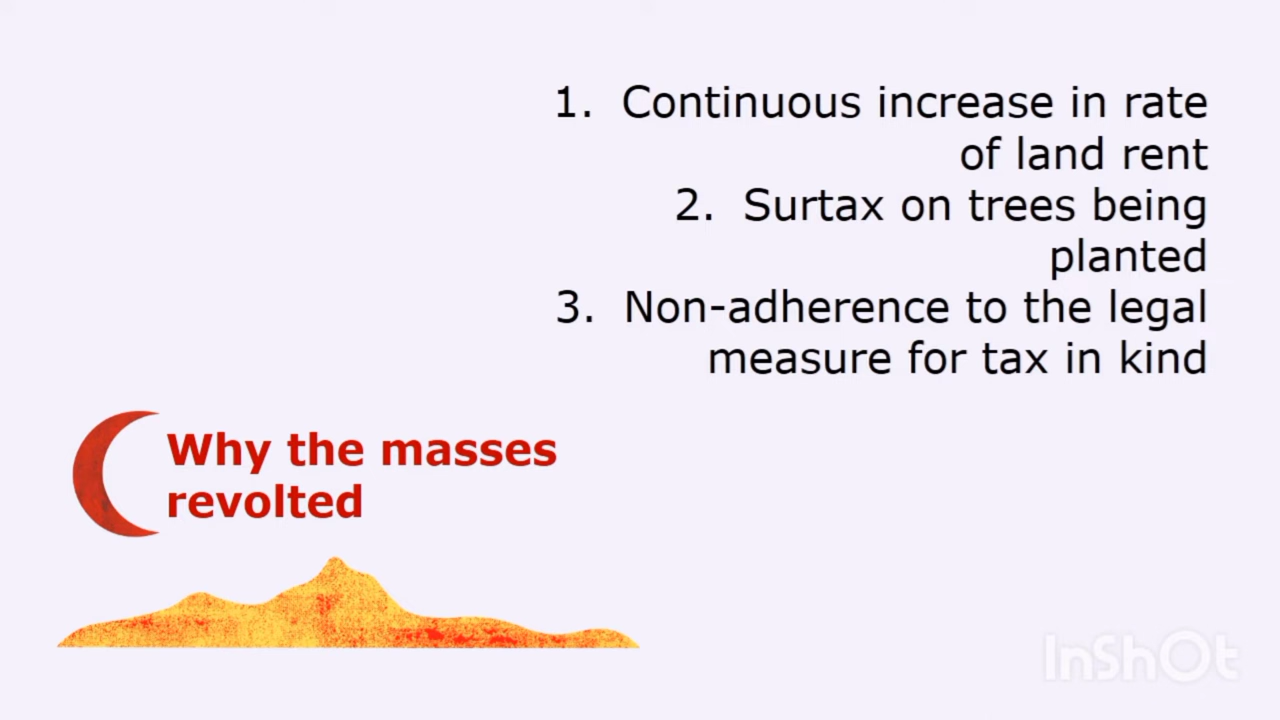 1. Continuous increase in rate
of land rent
2. Surtax on trees being
planted
3. Non-adherence to the legal
measure for tax in kind
Why the masses
revolted
InShOt